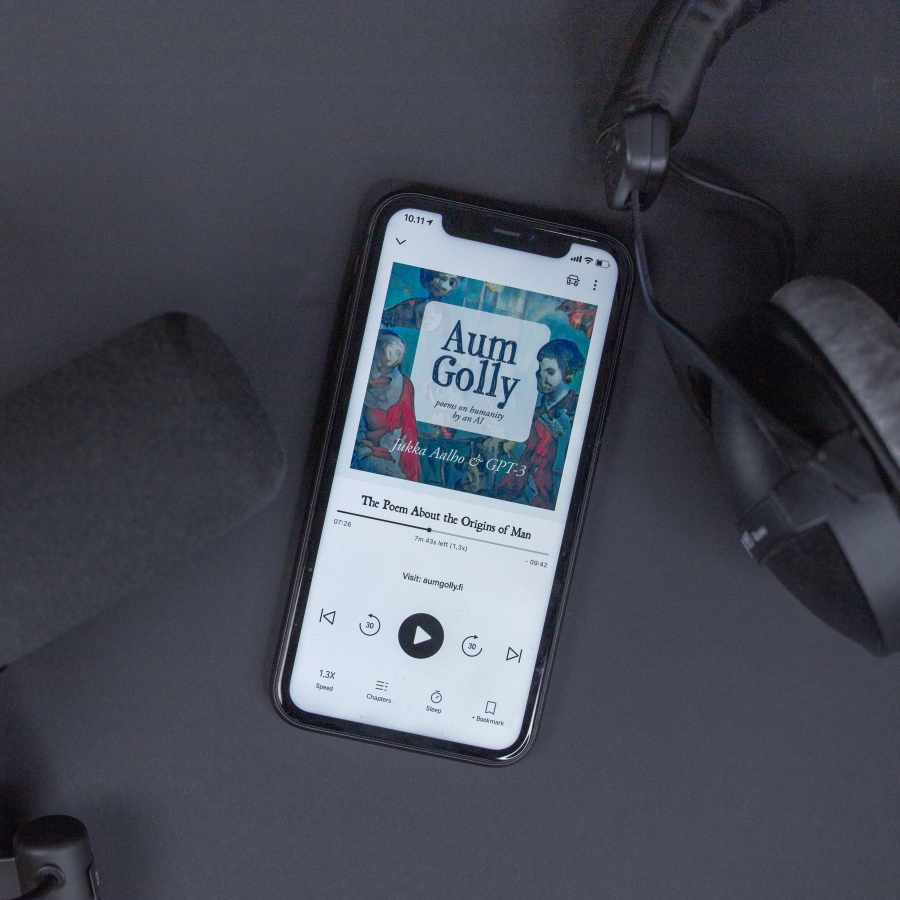 10.11
Aum
Golly
poems on humanity
by an AI
Jukka Aalho & GPT-3
The Poem About the Origins of Man
07:26
- 09:42
7m 43s left (1,3x)
Visit: aumgolly.fi
30
30
1.3X
Speed
Chapters
Sleep
+ Bookmark